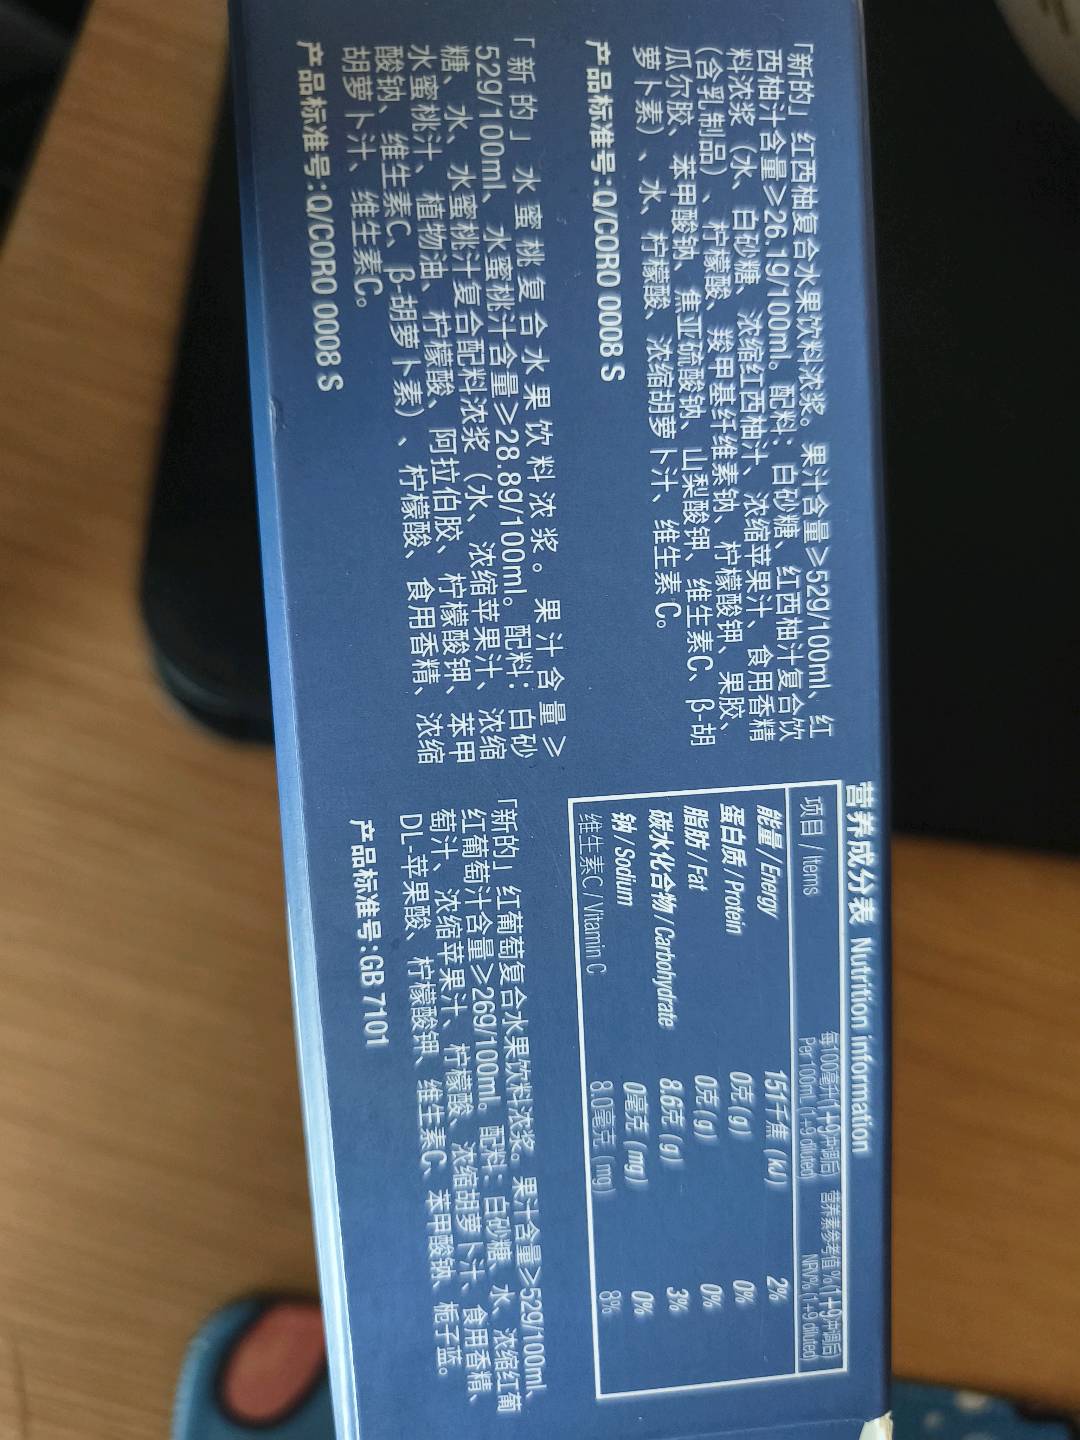 「新的」红西柚复合水果饮料浓浆。果汁含量≥52g/100ml、红
西柚汁含量≥26.1g/100ml。配料：白砂糖、红西柚汁复合饮
料浓浆（水、白砂糖、浓缩红西柚汁、浓缩苹果汁、食用香精
（含乳制品）、柠檬酸、羧甲基纤维素钠、柠檬酸钾、果胶、
瓜尔胶、苯甲酸钠、焦亚硫酸钠、山梨酸钾、维生素C、β-胡
萝卜素）、水、柠檬酸、浓缩胡萝卜汁、维生素C。
产品标准号:Q/CORO 0008 S
「新的」水蜜桃复合水果饮料浓浆。果汁含量≥
52g/100ml、水蜜桃汁含量≥28.8g/100ml。配料：白砂
糖、水、水蜜桃汁复合配料浓浆（水、浓缩苹果汁、浓缩
水蜜桃汁、植物油、柠檬酸、阿拉伯胶、柠檬酸钾、苯甲
酸钠、维生素C、β-胡萝卜素）、柠檬酸、食用香精、浓缩
胡萝卜汁、维生素C。
产品标准号:Q/CORO 0008 S
营养成分表 Nutrition information
项目 / Items 每100毫升(1+9冲调后) Per 100mL (1+9 diluted) 营养素参考值%(1+9冲调后) NRV% (1+9 diluted)
能量 / Energy 151千焦 (kJ) 2%
蛋白质 / Protein 0克 (g) 0%
脂肪 / Fat 0克 (g) 0%
碳水化合物 / Carbohydrate 8.6克 (g) 3%
钠 / Sodium 0毫克 (mg) 0%
维生素C / Vitamin C 8.0毫克 (mg) 8%
「新的」红葡萄复合水果饮料浓浆。果汁含量≥52g/100ml、
红葡萄汁含量≥26g/100ml。配料：白砂糖、水、浓缩红葡
萄汁、浓缩苹果汁、柠檬酸、浓缩胡萝卜汁、食用香精、
DL-苹果酸、柠檬酸钾、维生素C、苯甲酸钠、栀子蓝。
产品标准号:GB 7101